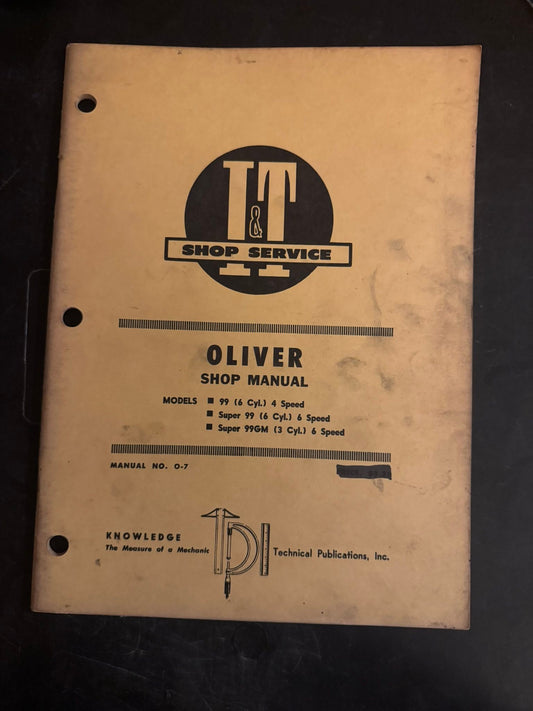 I&T
SHOP SERVICE
OLIVER
SHOP MANUAL
MODELS ■ 99 (6 Cyl.) 4 Speed
■ Super 99 (6 Cyl.) 6 Speed
■ Super 99GM (3 Cyl.) 6 Speed
MANUAL NO. O-7
KNOWLEDGE
The Measure of a Mechanic
TPI
Technical Publications, Inc.